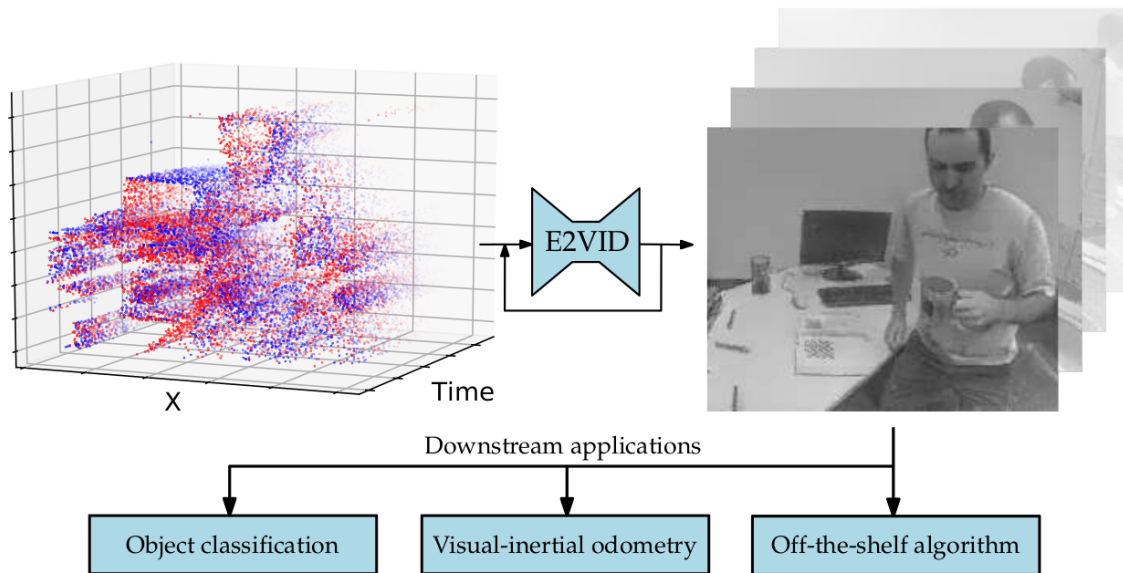 E2VID
X
Time
Downstream applications
Object classification
Visual-inertial odometry
Off-the-shelf algorithm